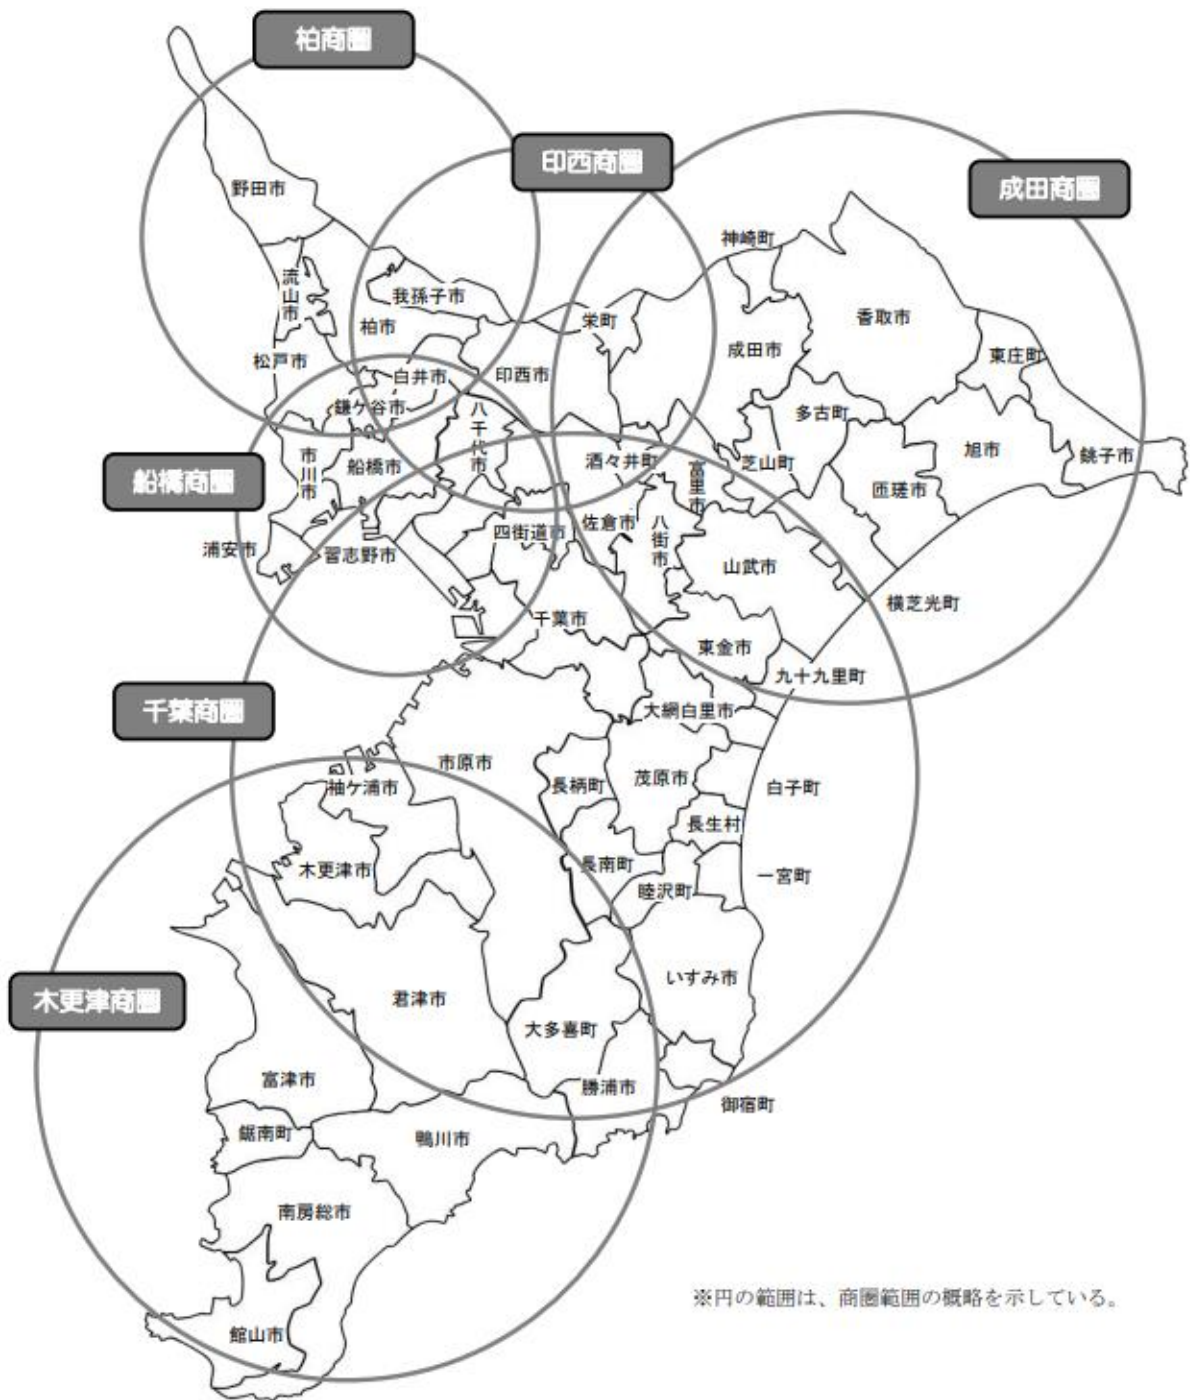 柏商圏
印西商圏
成田商圏
野田市
神崎町
流山市
我孫子市
栄町
香取市
柏市
成田市
東庄町
松戸市
白井市
印西市
鎌ケ谷市
八千代市
多古町
旭市
銚子市
市川市
船橋市
酒々井町
富里市
芝山町
匝瑳市
船橋商圏
浦安市
習志野市
四街道市
佐倉市
八街市
山武市
横芝光町
千葉市
東金市
九十九里町
千葉商圏
大網白里市
市原市
袖ケ浦市
長柄町
茂原市
白子町
長生村
木更津市
長南町
睦沢町
一宮町
木更津商圏
君津市
いすみ市
大多喜町
富津市
勝浦市
御宿町
鋸南町
鴨川市
南房総市
館山市
※円の範囲は、商圏範囲の概略を示している。